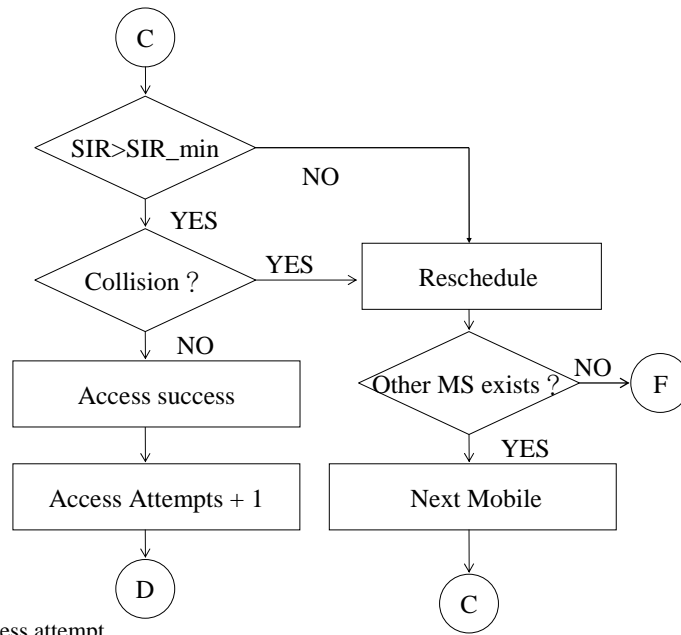 C
SIR>SIR_min
NO
YES
Collision？
YES
Reschedule
NO
Access success
Other MS exists？
NO
F
YES
Access Attempts + 1
Next Mobile
D
C
attempt